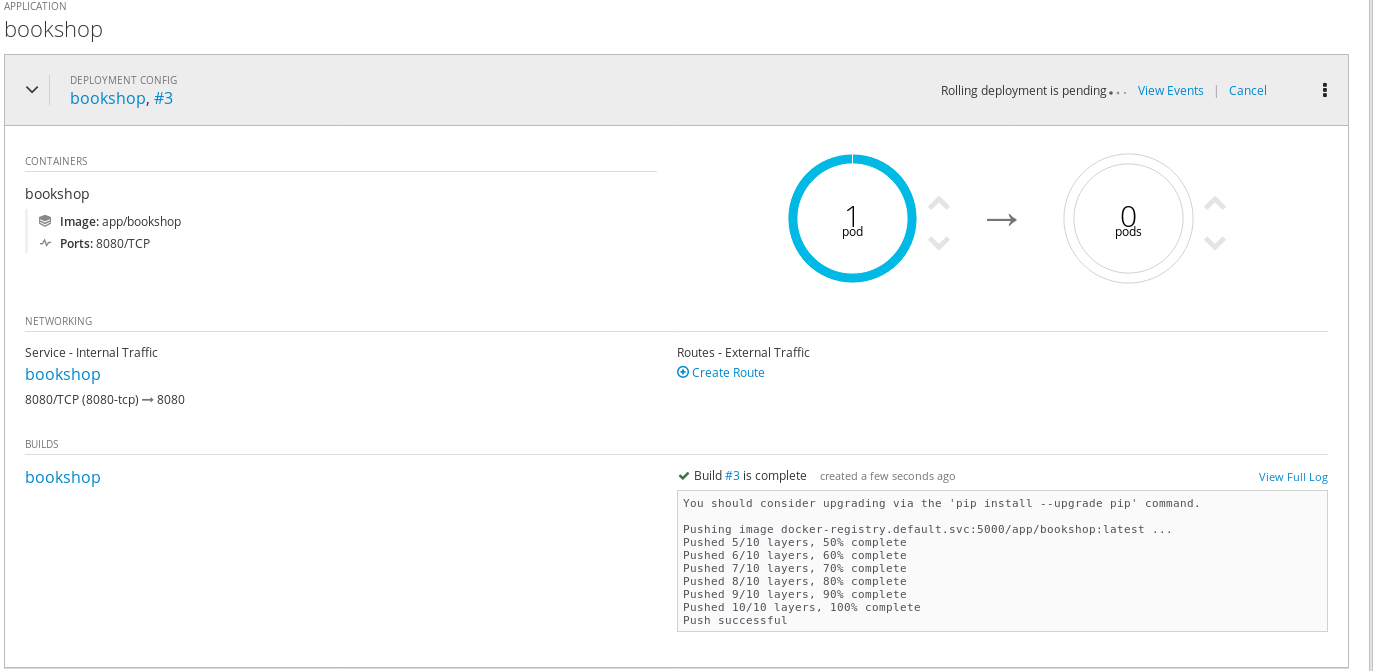 APPLICATION
bookshop
DEPLOYMENT CONFIG
bookshop, #3
Rolling deployment is pending... View Events | Cancel
CONTAINERS
bookshop
Image: app/bookshop
Ports: 8080/TCP
1
pod
→
0
pods
NETWORKING
Service - Internal Traffic
bookshop
8080/TCP (8080-tcp) → 8080
Routes - External Traffic
Create Route
BUILDS
bookshop
Build #3 is complete created a few seconds ago View Full Log
You should consider upgrading via the 'pip install --upgrade pip' command.
Pushing image docker-registry.default.svc:5000/app/bookshop:latest ...
Pushed 5/10 layers, 50% complete
Pushed 6/10 layers, 60% complete
Pushed 7/10 layers, 70% complete
Pushed 8/10 layers, 80% complete
Pushed 9/10 layers, 90% complete
Pushed 10/10 layers, 100% complete
Push successful